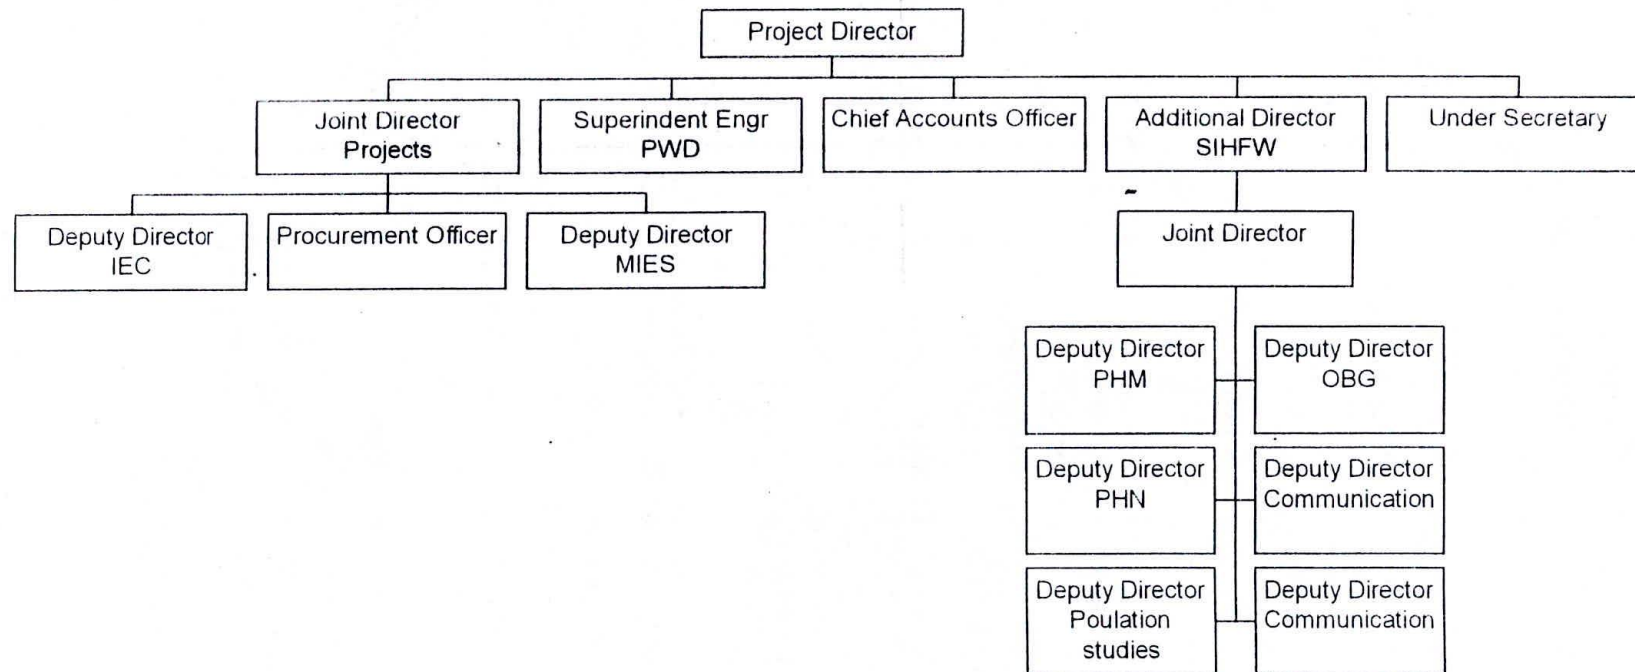 Project Director
Joint Director
Projects
Superindent Engr
PWD
Chief Accounts Officer
Additional Director
SIHFW
Under Secretary
Deputy Director
IEC
Procurement Officer
Deputy Director
MIES
Joint Director
Deputy Director
PHM
Deputy Director
OBG
Deputy Director
PHN
Deputy Director
Communication
Deputy Director
Poulation
studies
Deputy Director
Communication